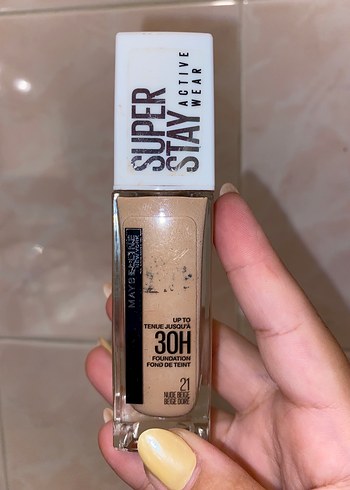 SUPER
STAY
ACTIVE
WEAR
MAYBELLINE
UP TO
TENUE JUSQU'À
30H
FOUNDATION
FOND DE TEINT
21
NUDE BEIGE
BEIGE DORÉ